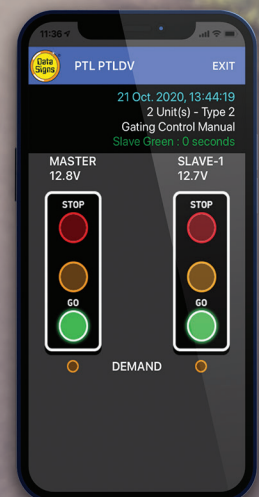 11:36
Data
Signs
PTL PTLDV
EXIT
21 Oct. 2020, 13:44:19
2 Unit(s) - Type 2
Gating Control Manual
Slave Green : 0 seconds
MASTER
12.8V
SLAVE-1
12.7V
STOP
STOP
GO
GO
DEMAND